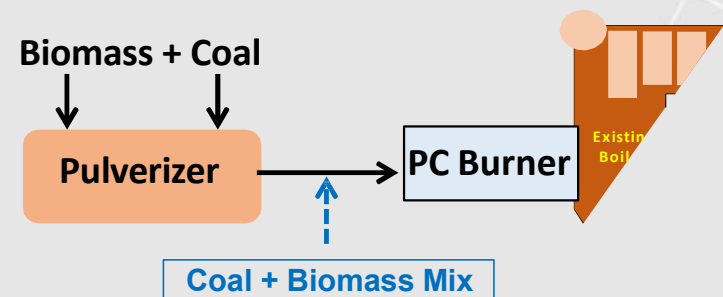 Biomass + Coal
Pulverizer
PC Burner
Coal + Biomass Mix